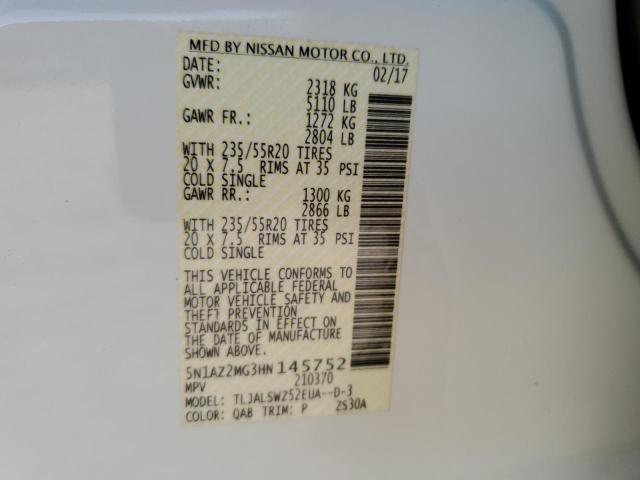 MFD BY NISSAN MOTOR CO., LTD.
DATE: 02/17
GVWR: 2318 KG
5110 LB
GAWR FR.: 1272 KG
2804 LB
WITH 235/55R20 TIRES
20 X 7.5 RIMS AT 35 PSI
COLD SINGLE
GAWR RR.: 1300 KG
2866 LB
WITH 235/55R20 TIRES
20 X 7.5 RIMS AT 35 PSI
COLD SINGLE
THIS VEHICLE CONFORMS TO
ALL APPLICABLE FEDERAL
MOTOR VEHICLE SAFETY AND
THEFT PREVENTION
STANDARDS IN EFFECT ON
THE DATE OF MANUFACTURE
SHOWN ABOVE.
5N1AZ2MG3HN145752
MPV 210370
MODEL: TLJALSWZ52EUA--D-3
COLOR: QAB TRIM: P ZS30A